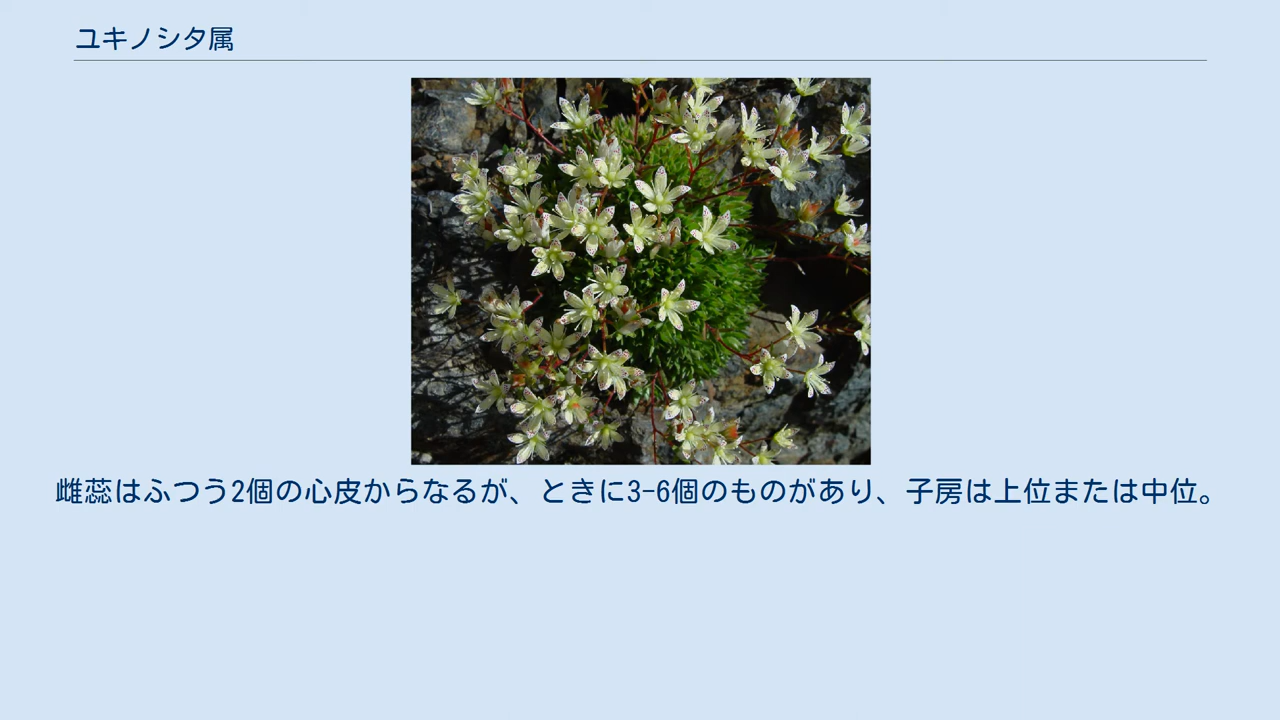 ユキノシタ属
雌蕊はふつう2個の心皮からなるが、ときに3-6個のものがあり、子房は上位または中位。